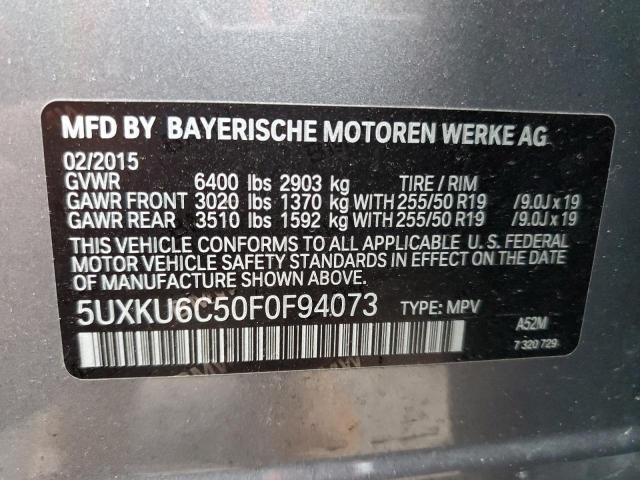 MFD BY BAYERISCHE MOTOREN WERKE AG
02/2015
GVWR 6400 lbs 2903 kg TIRE / RIM
GAWR FRONT 3020 lbs 1370 kg WITH 255/50 R19 /9.0J x 19
GAWR REAR 3510 lbs 1592 kg WITH 255/50 R19 /9.0J x 19
THIS VEHICLE CONFORMS TO ALL APPLICABLE U. S. FEDERAL
MOTOR VEHICLE SAFETY STANDARDS IN EFFECT ON THE DATE
OF MANUFACTURE SHOWN ABOVE.
5UXKU6C50F0F94073 TYPE: MPV
A52M
7 320 729